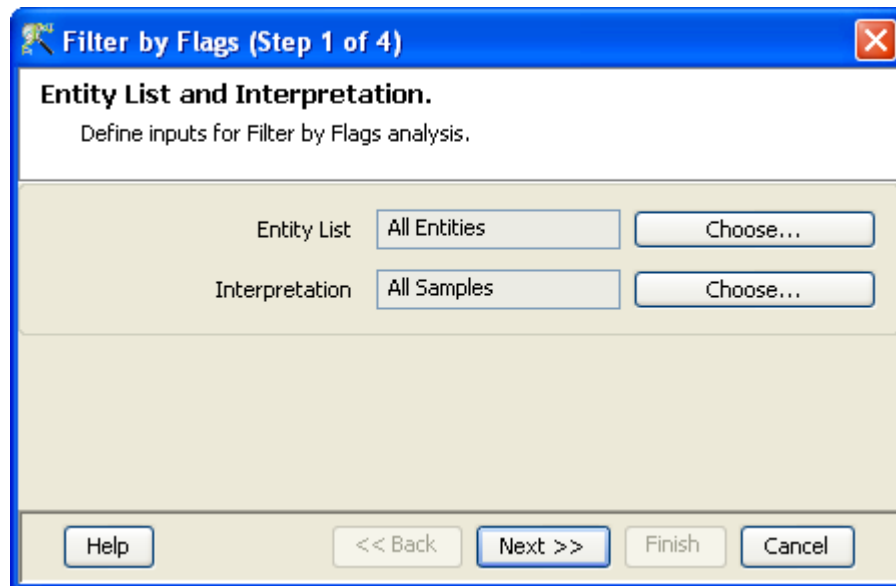 Filter by Flags (Step 1 of 4)
Entity List and Interpretation.
Define inputs for Filter by Flags analysis.
Entity List All Entities Choose...
Interpretation All Samples Choose...
Help << Back Next >> Finish Cancel